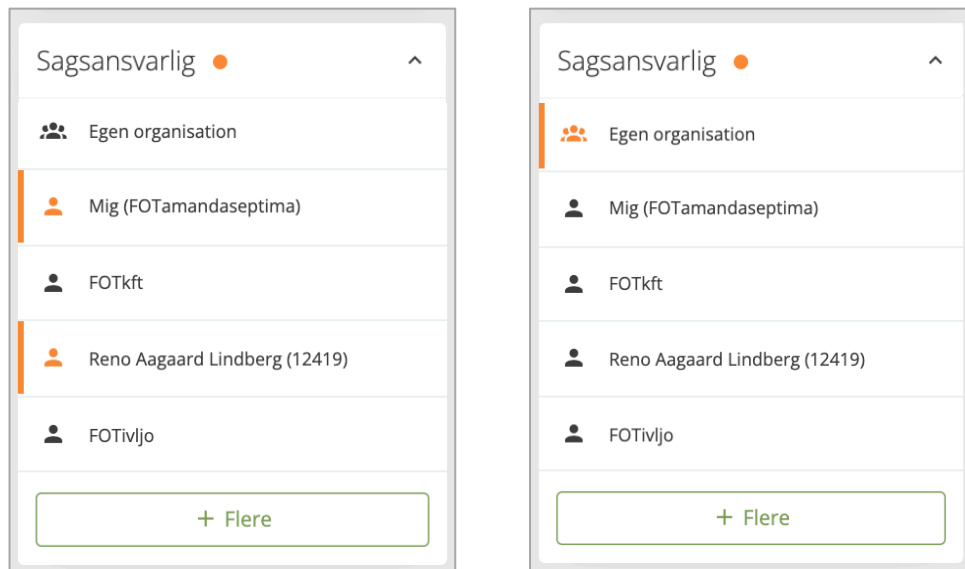 Sagsansvarlig
Egen organisation
Mig (FOTamandaseptima)
FOTkft
Reno Aagaard Lindberg (12419)
FOTivljo
+ Flere
Sagsansvarlig
Egen organisation
Mig (FOTamandaseptima)
FOTkft
Reno Aagaard Lindberg (12419)
FOTivljo
+ Flere